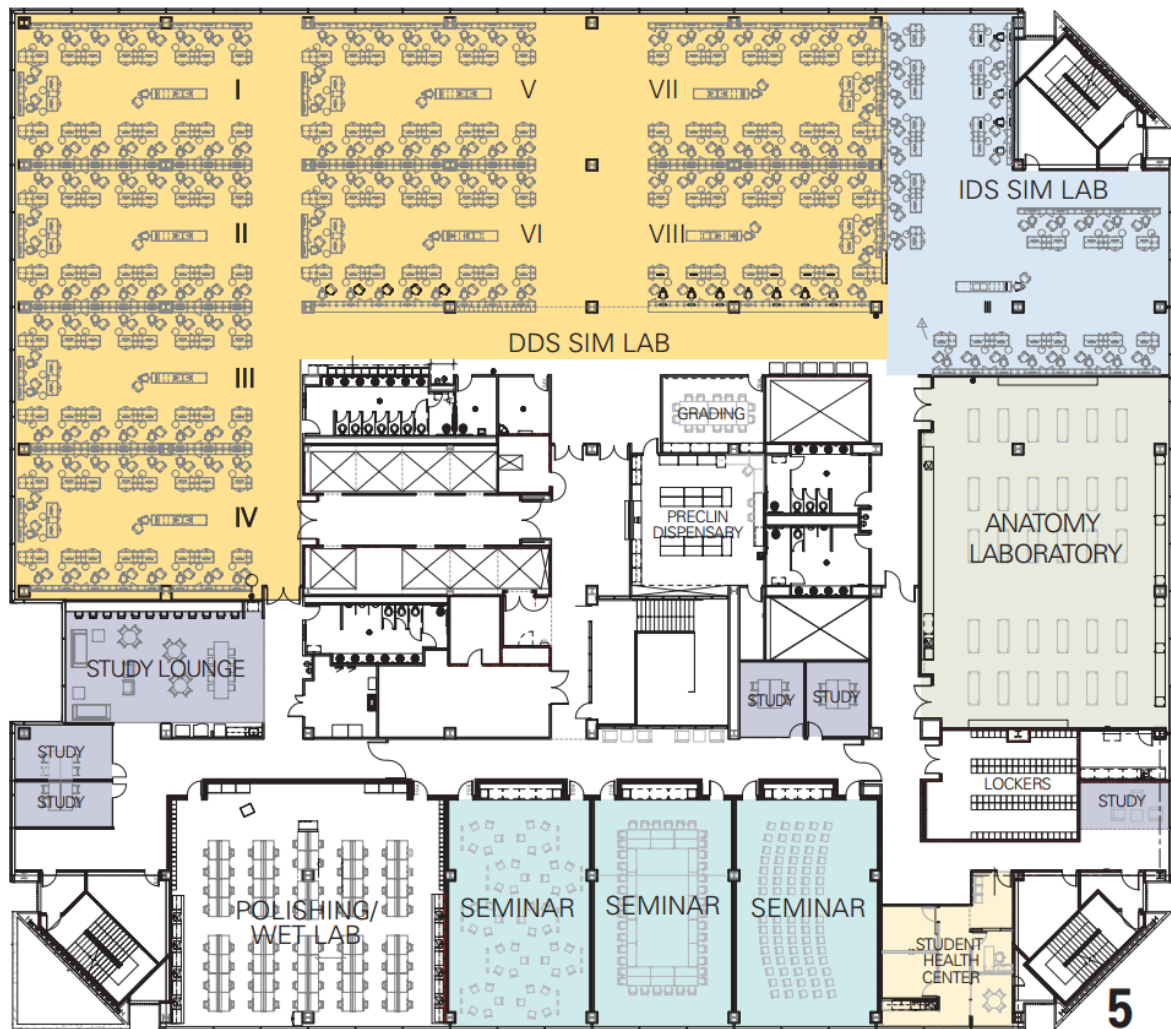 I
V
VII
IDS SIM LAB
II
VI
VIII
II
DDS SIM LAB
III
GRADING
IV
PRECLIN
DISPENSARY
ANATOMY
LABORATORY
STUDY LOUNGE
STUDY
STUDY
STUDY
STUDY
LOCKERS
STUDY
POLISHING/
WET LAB
SEMINAR
SEMINAR
SEMINAR
STUDENT
HEALTH
CENTER
5